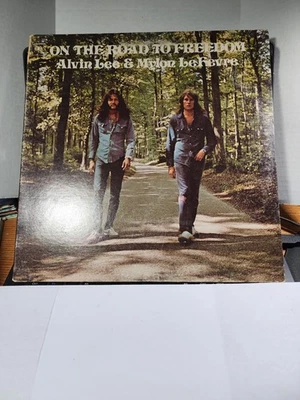 ON THE ROAD TO FREEDOM
Alvin Lee & Mylon LeFevre